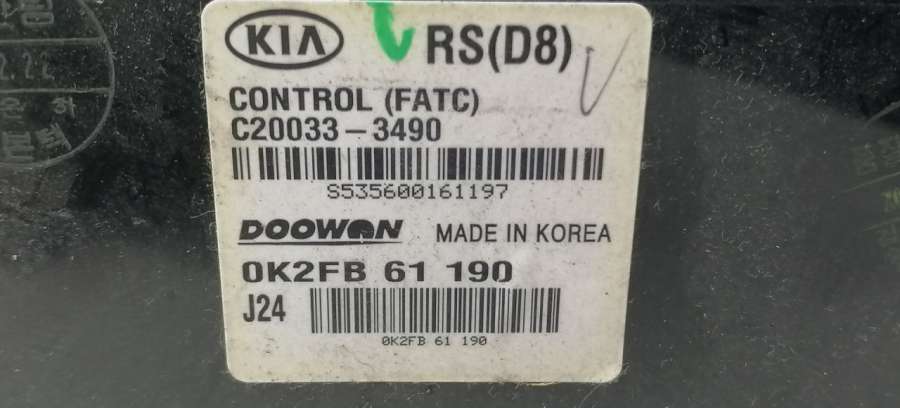 KIA RS(D8)
CONTROL (FATC)
C20033-3490
S535600161197
DOOWON MADE IN KOREA
0K2FB 61 190
J24
0K2FB 61 190